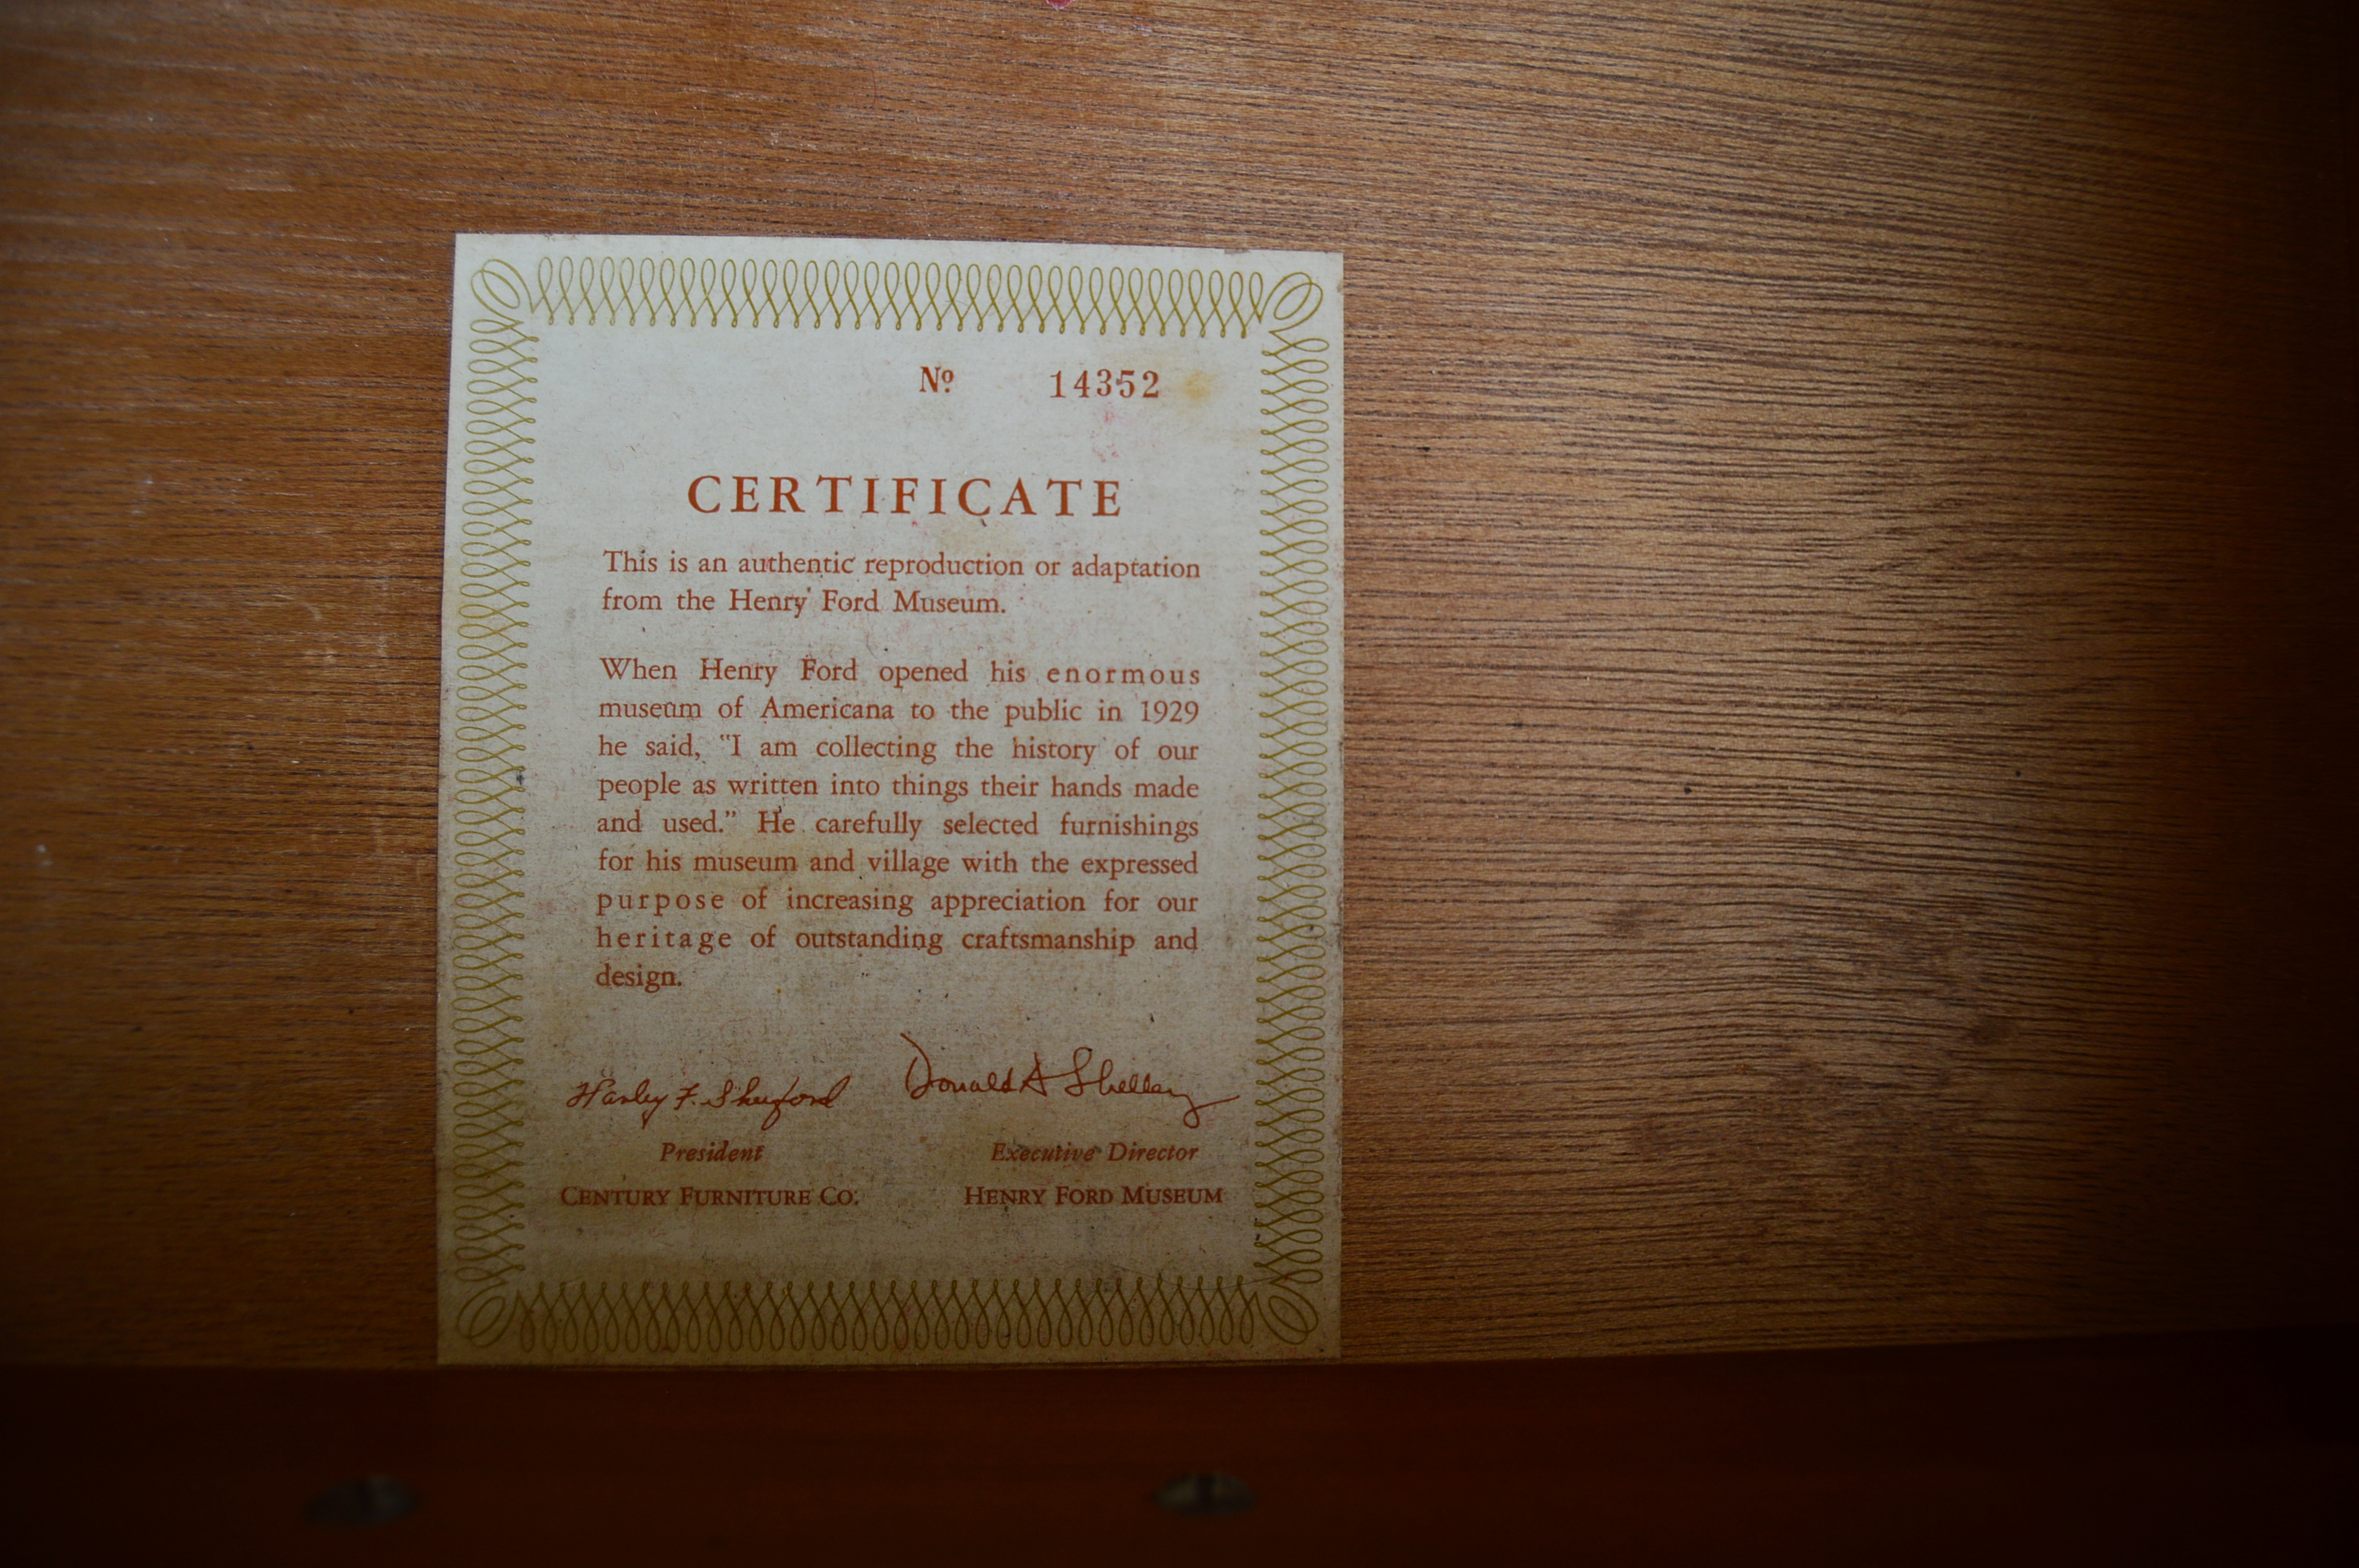 Nº 14352
CERTIFICATE
This is an authentic reproduction or adaptation
from the Henry Ford Museum.
When Henry Ford opened his enormous
museum of Americana to the public in 1929
he said, "I am collecting the history of our
people as written into things their hands made
and used." He carefully selected furnishings
for his museum and village with the expressed
purpose of increasing appreciation for our
heritage of outstanding craftsmanship and
design.
Harley F. Shuford Donald A Shelley
President Executive Director
CENTURY FURNITURE CO. HENRY FORD MUSEUM